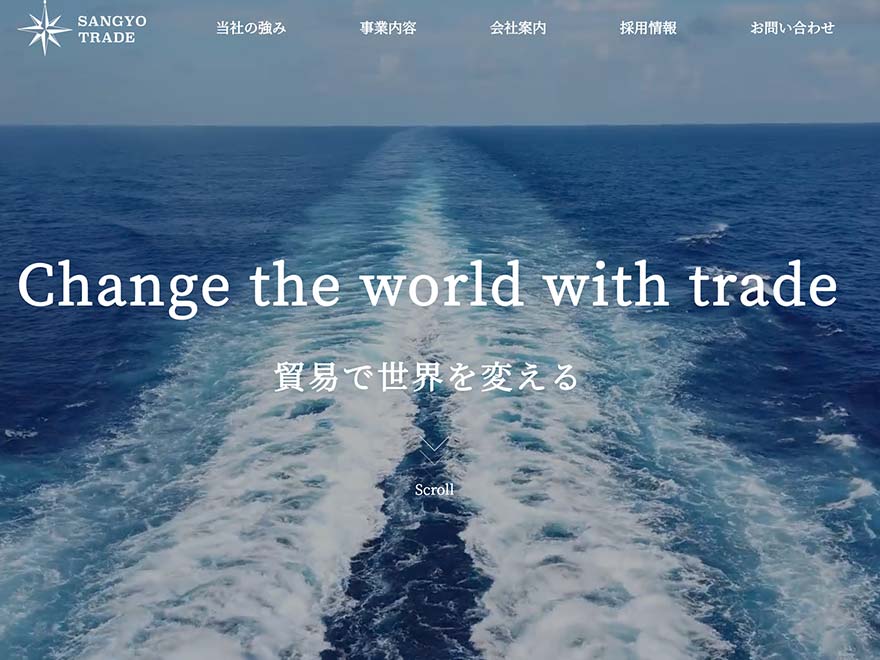 SANGYO
TRADE
当社の強み 事業内容 会社案内 採用情報 お問い合わせ
Change the world with trade
貿易で世界を変える
Scroll